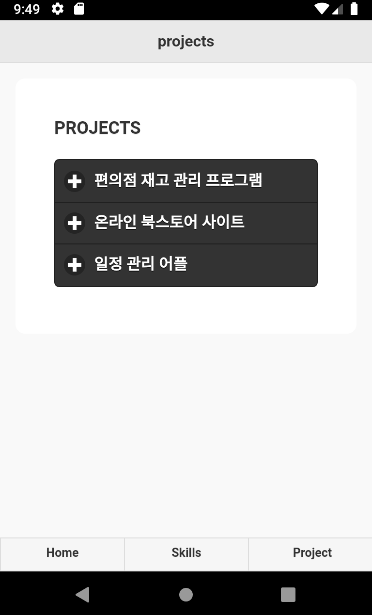 9:49
projects
PROJECTS
편의점 재고 관리 프로그램
온라인 북스토어 사이트
일정 관리 어플
Home
Skills
Project